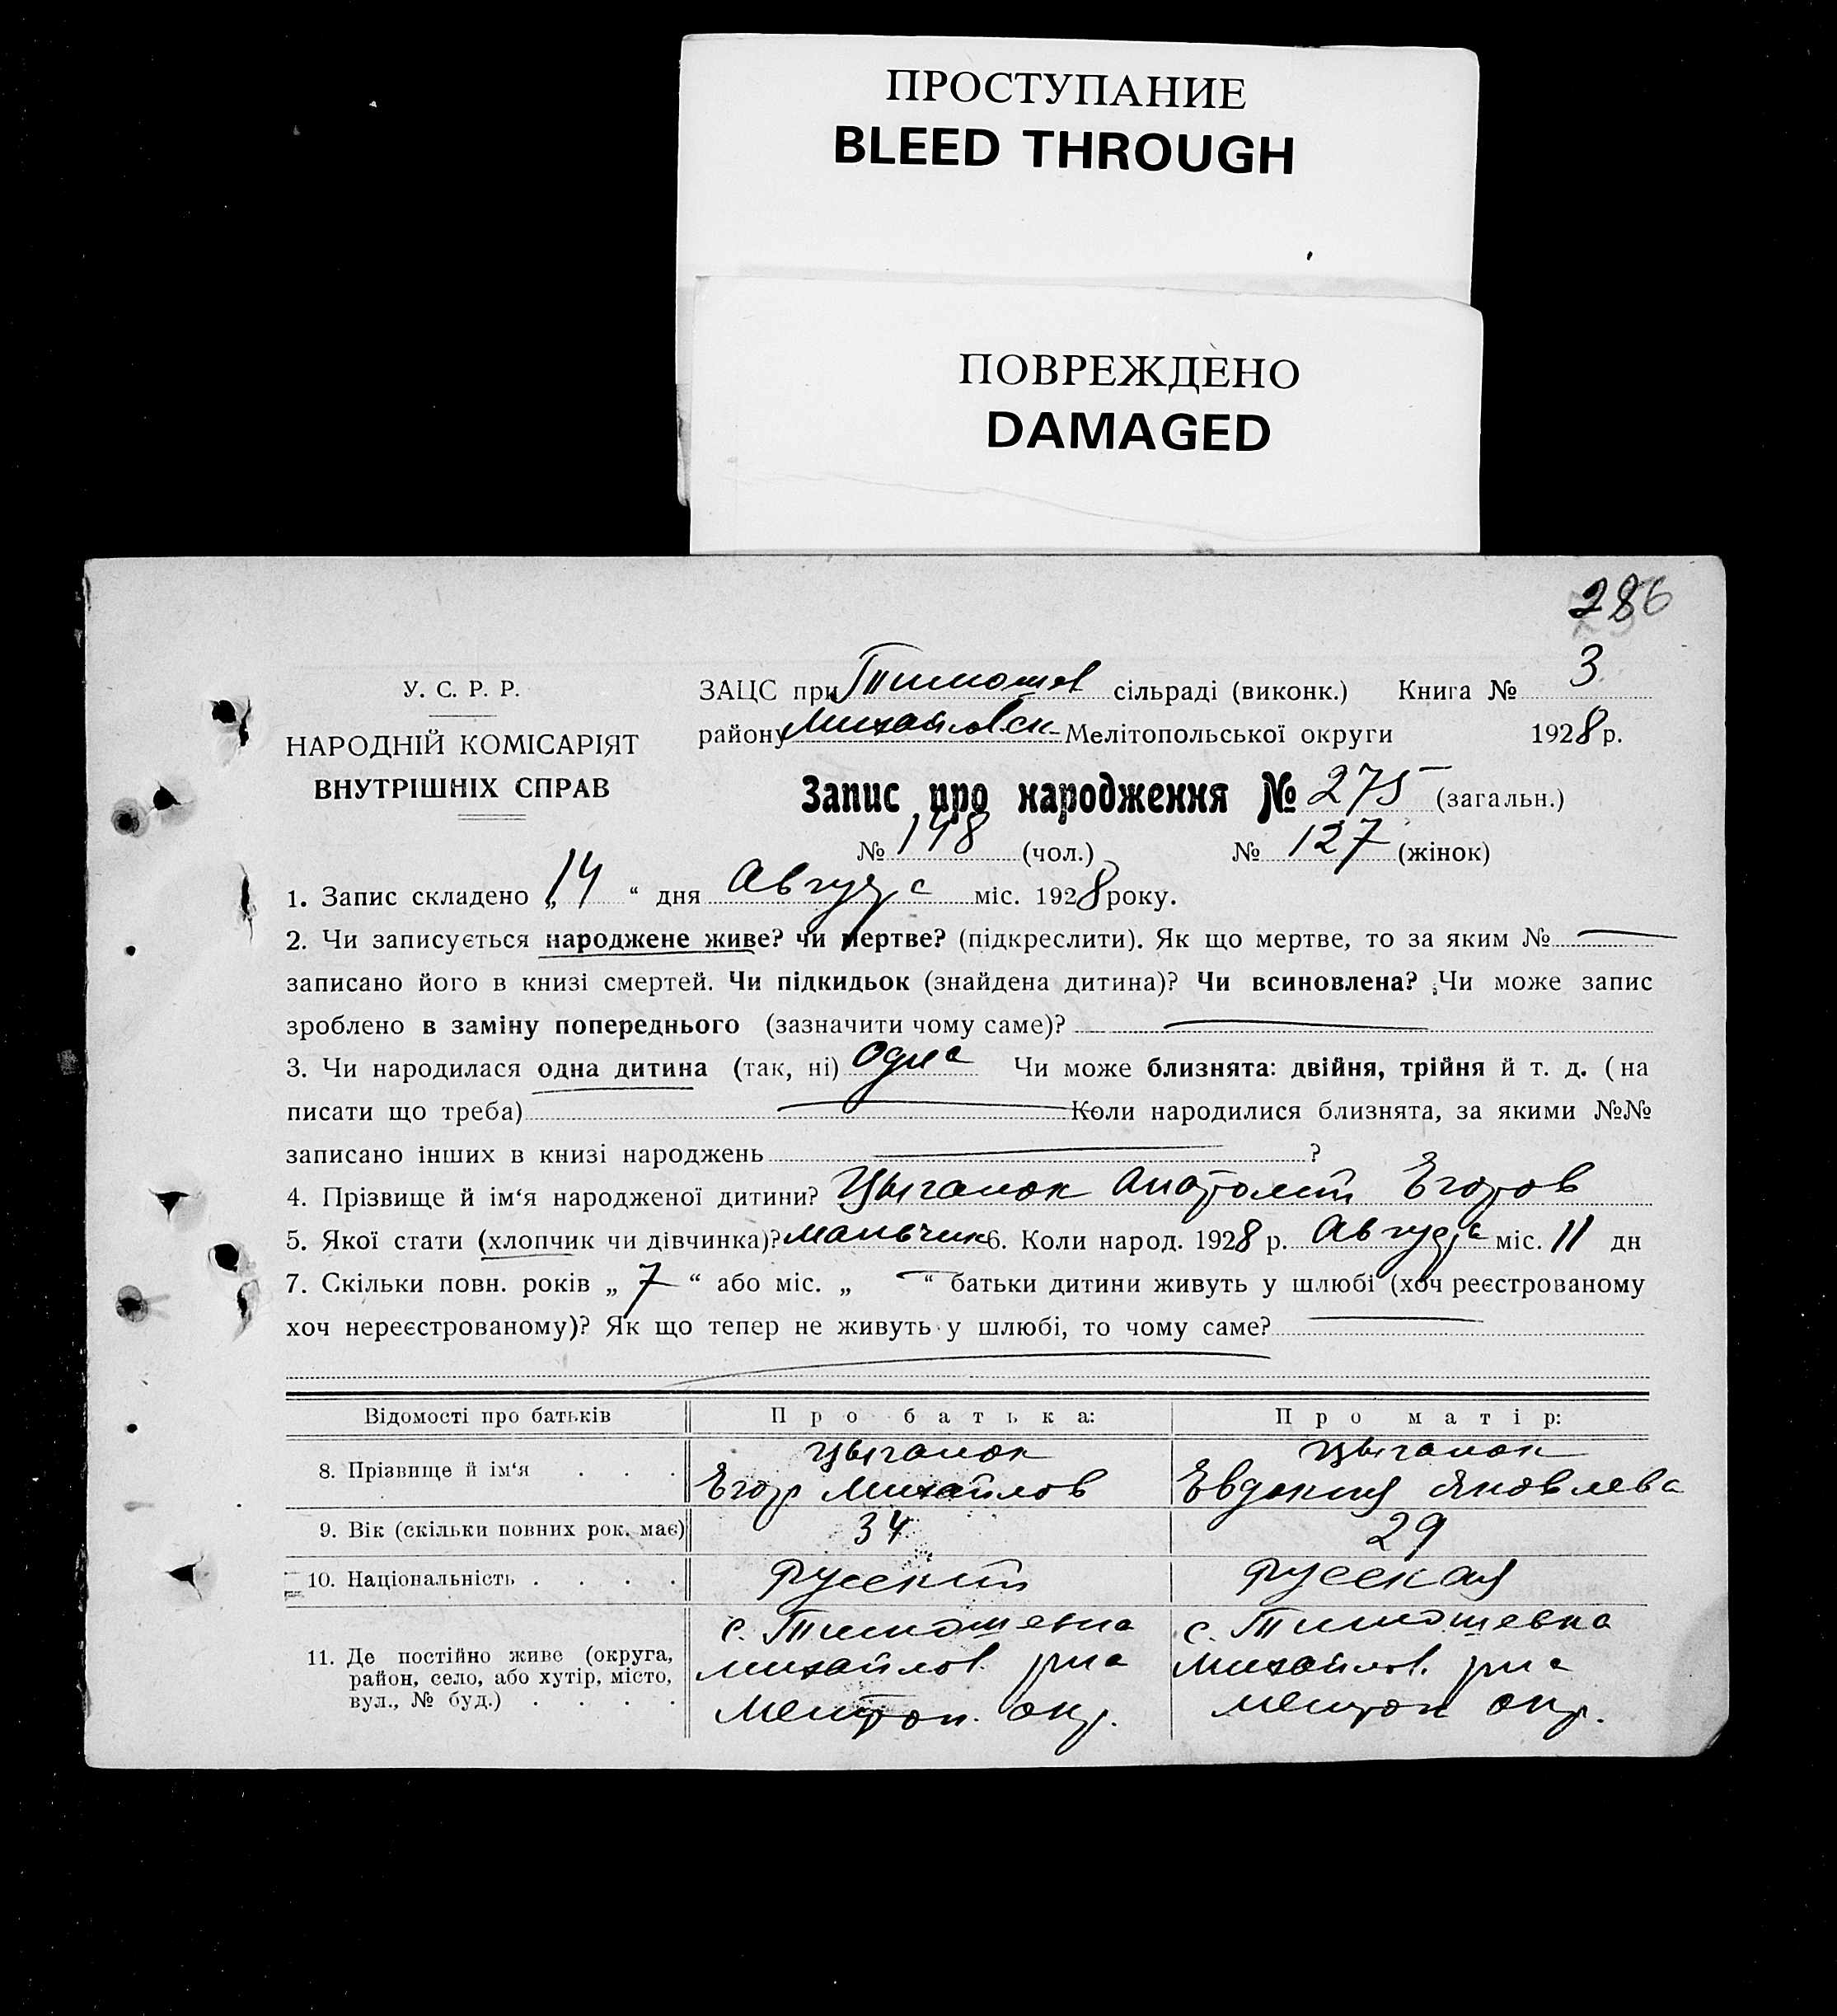 ПРОСТУПАНИЕ
BLEED THROUGH
ПОВРЕЖДЕНО
DAMAGED
286
У. С. Р. Р.
НАРОДНІЙ КОМІСАРІЯТ
ВНУТРІШНІХ СПРАВ
ЗАЦС при Тимошев сільраді (виконк.) Книга № 3
району Михайловск. Мелітопольської округи 1928 р.
Запис про народження № 275 (загальн.)
№ 148 (чол.) № 127 (жінок)
1. Запис складено „ 14 “ дня Августа міс. 1928 року.
2. Чи записується народжене живе? чи мертве? (підкреслити). Як що мертве, то за яким № —
записано його в книзі смертей. Чи підкидьок (знайдена дитина)? Чи всиновлена? Чи може запис
зроблено в заміну попереднього (зазначити чому саме)? —
3. Чи народилася одна дитина (так, ні) Одна Чи може близнята: двійня, трійня й т. д. (на
писати що треба) — Коли народилися близнята, за якими №№
записано інших в книзі народжень — ?
4. Прізвище й ім‘я народженої дитини? Цыганок Анатолий Егоров
5. Якої стати (хлопчик чи дівчинка)? мальчик 6. Коли народ. 1928 р. Августа міс. 11 дн
7. Скільки повн. років „ 7 “ або міс. „ — “ батьки дитини живуть у шлюбі (хоч реєстрованому
хоч нереєстрованому)? Як що тепер не живуть у шлюбі, то чому саме? —
Відомості про батьків Про батька: Про матір:
8. Прізвище й ім‘я . . . Цыганок Егор Михайлов Цыганок Евдокия Яковлева
9. Вік (скільки повних рок. має) 34 29
10. Національність . . . . Русский Русская
11. Де постійно живе (округа, район, село, або хутір, місто, вул., № буд.) . . . . с. Тимошевка Михайлов. рна Мелитоп. окр. с. Тимошевка Михайлов. рна Мелитоп окр.